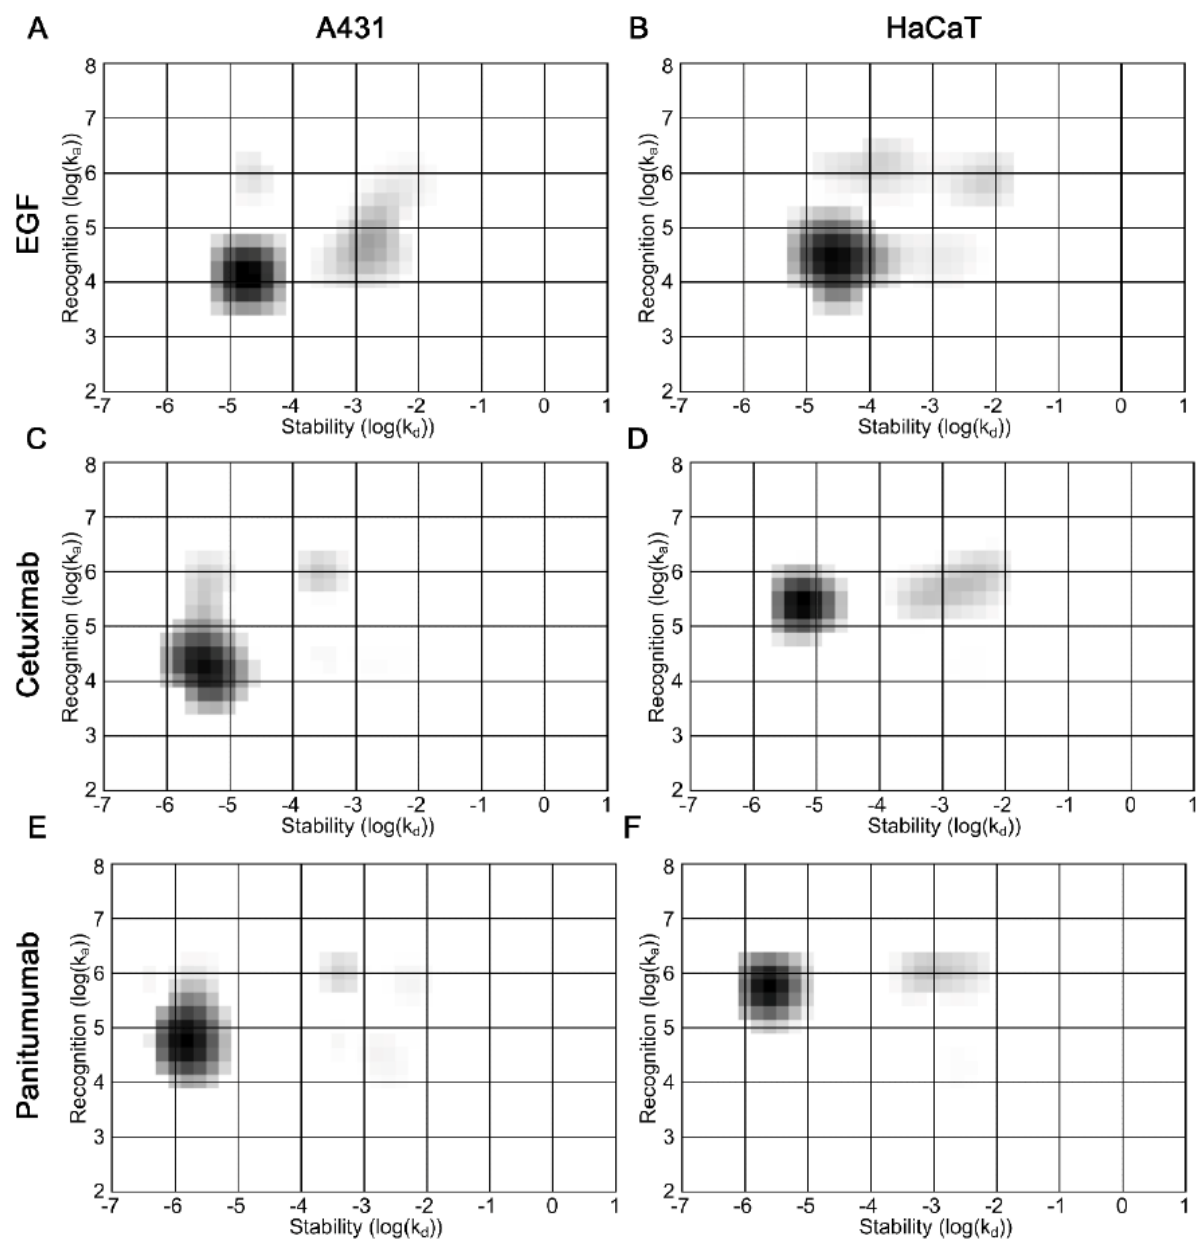 A A431 B HaCaT
EGF
Recognition (log(kₐ))
8
7
6
5
4
3
2
-7 -6 -5 -4 -3 -2 -1 0 1
Stability (log(k_d))
Recognition (log(kₐ))
8
7
6
5
4
3
2
-7 -6 -5 -4 -3 -2 -1 0 1
Stability (log(k_d))
C D
Cetuximab
Recognition (log(kₐ))
8
7
6
5
4
3
2
-7 -6 -5 -4 -3 -2 -1 0 1
Stability (log(k_d))
Recognition (log(kₐ))
8
7
6
5
4
3
2
-7 -6 -5 -4 -3 -2 -1 0 1
Stability (log(k_d))
E F
Panitumumab
Recognition (log(kₐ))
8
7
6
5
4
3
2
-7 -6 -5 -4 -3 -2 -1 0 1
Stability (log(k_d))
Recognition (log(kₐ))
8
7
6
5
4
3
2
-7 -6 -5 -4 -3 -2 -1 0 1
Stability (log(k_d))